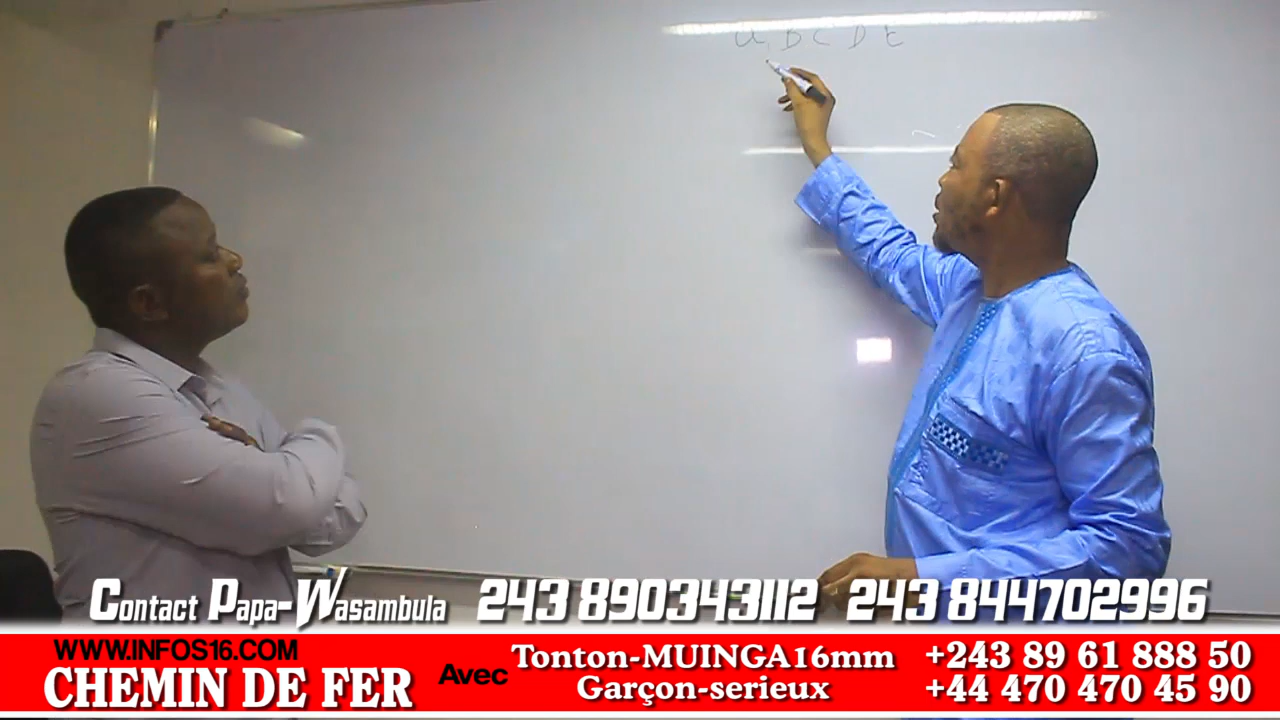 a B C D E
Contact Papa-Wasambula 243 890343112 243 844702996
WWW.INFOS16.COM
CHEMIN DE FER
Avec
Tonton-MUINGA16mm
Garçon-serieux
+243 89 61 888 50
+44 470 470 45 90